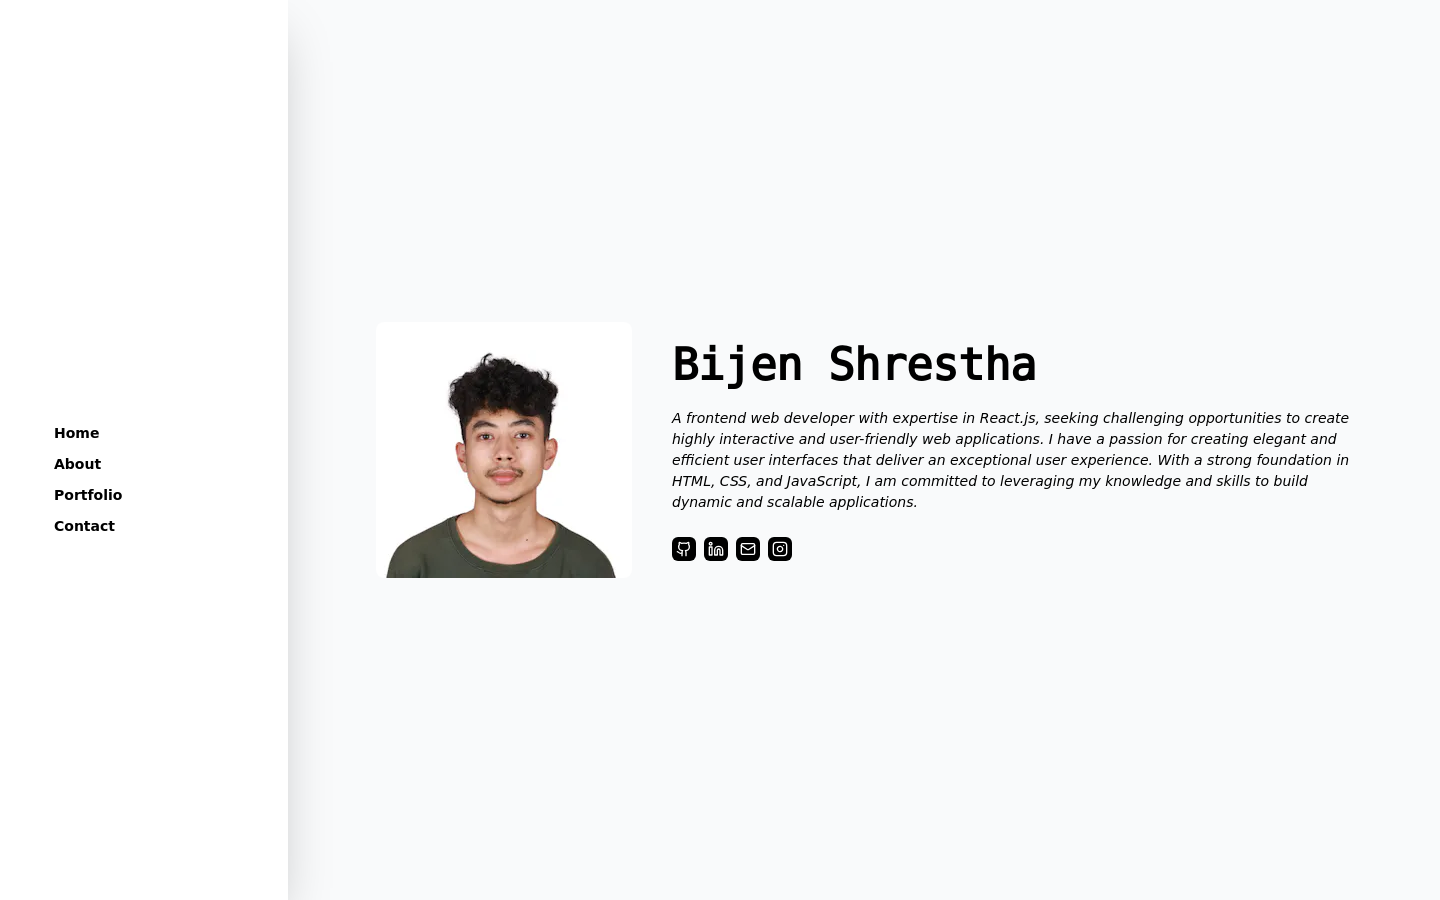 Home
About
Portfolio
Contact
Bijen Shrestha
A frontend web developer with expertise in React.js, seeking challenging opportunities to create
highly interactive and user-friendly web applications. I have a passion for creating elegant and
efficient user interfaces that deliver an exceptional user experience. With a strong foundation in
HTML, CSS, and JavaScript, I am committed to leveraging my knowledge and skills to build
dynamic and scalable applications.